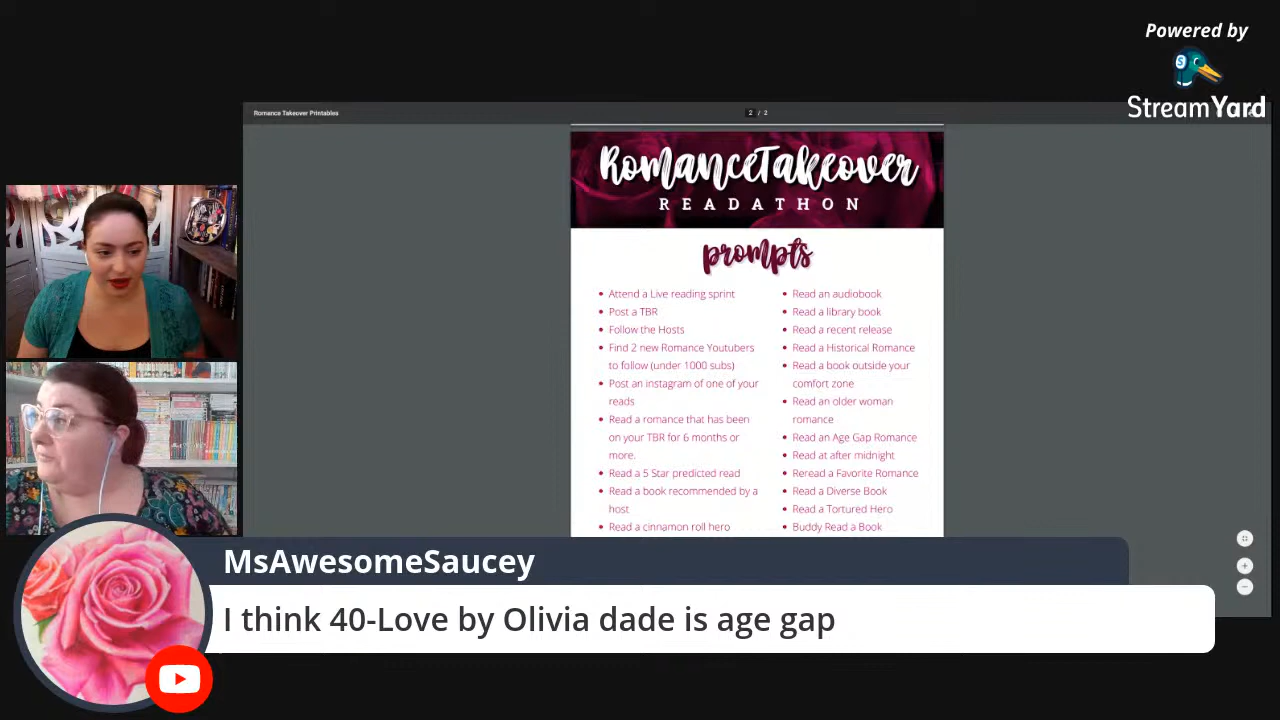 Powered by
StreamYard
Romance Takeover Printables
2 / 2
RomanceTakeover
READATHON
prompts
• Attend a Live reading sprint
• Post a TBR
• Follow the Hosts
• Find 2 new Romance Youtubers
to follow (under 1000 subs)
• Post an instagram of one of your
reads
• Read a romance that has been
on your TBR for 6 months or
more.
• Read a 5 Star predicted read
• Read a book recommended by a
host
• Read a cinnamon roll hero
• Read an audiobook
• Read a library book
• Read a recent release
• Read a Historical Romance
• Read a book outside your
comfort zone
• Read an older woman
romance
• Read an Age Gap Romance
• Read at after midnight
• Reread a Favorite Romance
• Read a Diverse Book
• Read a Tortured Hero
• Buddy Read a Book
MsAwesomeSaucey
I think 40-Love by Olivia dade is age gap